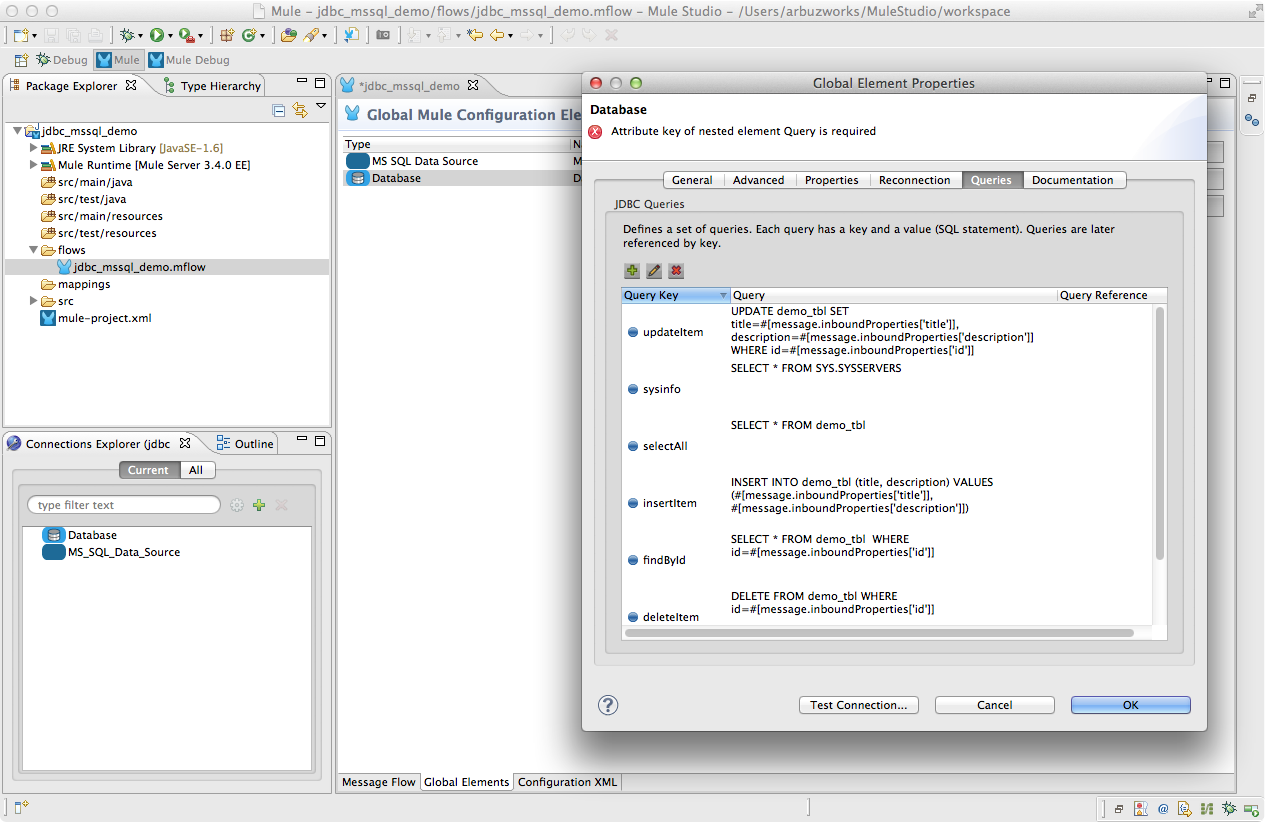 Mule – jdbc_mssql_demo/flows/jdbc_mssql_demo.mflow – Mule Studio – /Users/arbuzworks/MuleStudio/workspace
Debug
Mule
Mule Debug
Package Explorer
Type Hierarchy
jdbc_mssql_demo
JRE System Library [JavaSE-1.6]
Mule Runtime [Mule Server 3.4.0 EE]
src/main/java
src/test/java
src/main/resources
src/test/resources
flows
jdbc_mssql_demo.mflow
mappings
src
mule-project.xml
Connections Explorer (jdbc
Outline
Current
All
type filter text
Database
MS_SQL_Data_Source
*jdbc_mssql_demo
Global Mule Configuration Ele
Type
N
MS SQL Data Source
M
Database
D
Message Flow
Global Elements
Configuration XML
Global Element Properties
Database
Attribute key of nested element Query is required
General
Advanced
Properties
Reconnection
Queries
Documentation
JDBC Queries
Defines a set of queries. Each query has a key and a value (SQL statement). Queries are later
referenced by key.
Query Key
Query
Query Reference
updateItem
UPDATE demo_tbl SET
title=#[message.inboundProperties['title']],
description=#[message.inboundProperties['description']]
WHERE id=#[message.inboundProperties['id']]
sysinfo
SELECT * FROM SYS.SYSSERVERS
selectAll
SELECT * FROM demo_tbl
insertItem
INSERT INTO demo_tbl (title, description) VALUES
(#[message.inboundProperties['title']],
#[message.inboundProperties['description']])
findById
SELECT * FROM demo_tbl  WHERE
id=#[message.inboundProperties['id']]
deleteItem
DELETE FROM demo_tbl WHERE
id=#[message.inboundProperties['id']]
?
Test Connection...
Cancel
OK